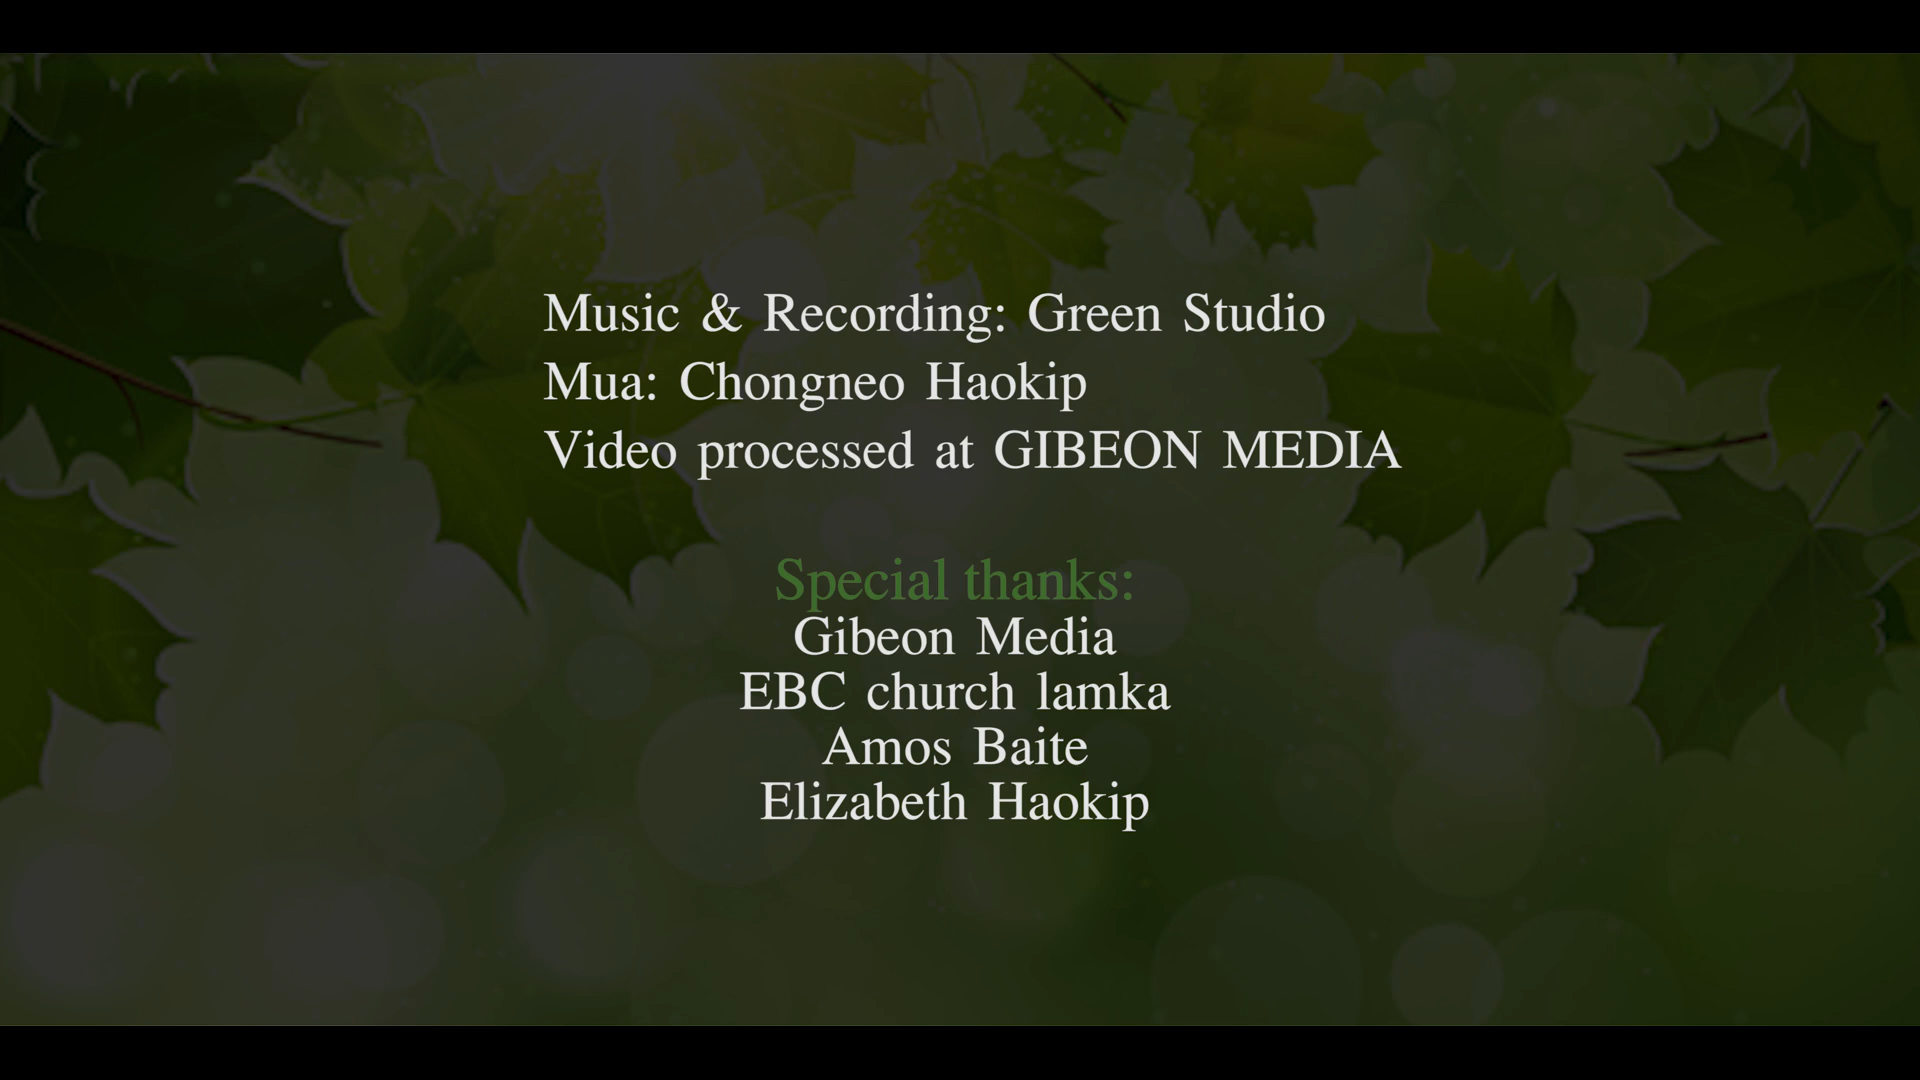 Music & Recording: Green Studio
Mua: Chongneo Haokip
Video processed at GIBEON MEDIA
Special thanks:
Gibeon Media
EBC church lamka
Amos Baite
Elizabeth Haokip